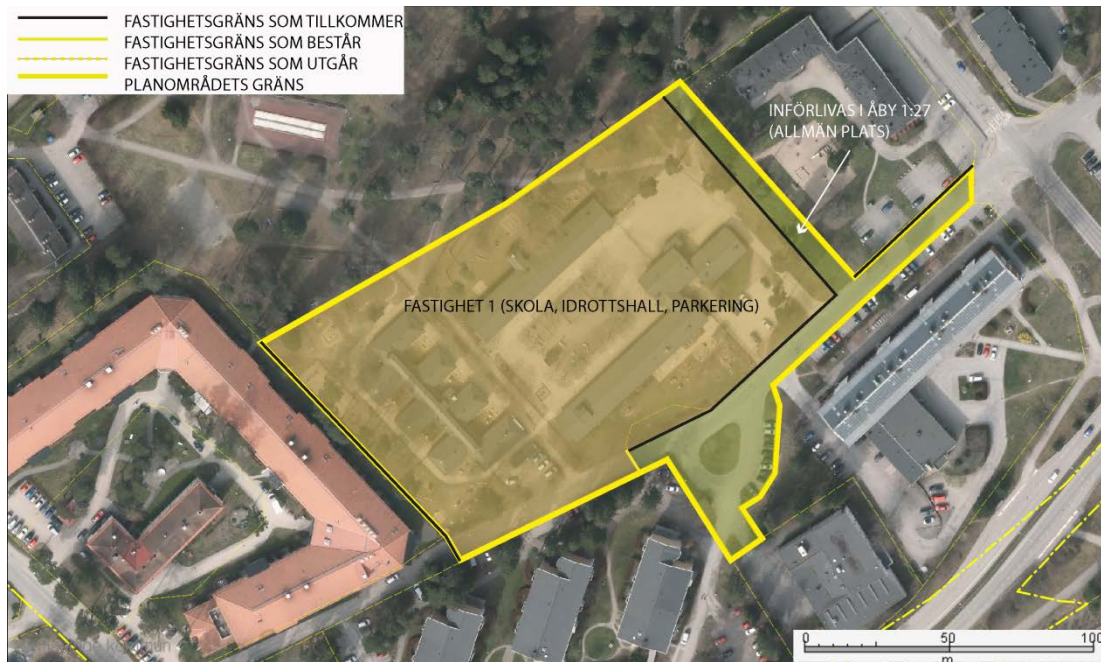 FASTIGHETSGRÄNS SOM TILLKOMMER
FASTIGHETSGRÄNS SOM BESTÅR
FASTIGHETSGRÄNS SOM UTGÅR
PLANOMRÅDETS GRÄNS
INFÖRLIVAS I ÅBY 1:27
(ALLMÄN PLATS)
FASTIGHET 1 (SKOLA, IDROTTSHALL, PARKERING)
0 50 100
m